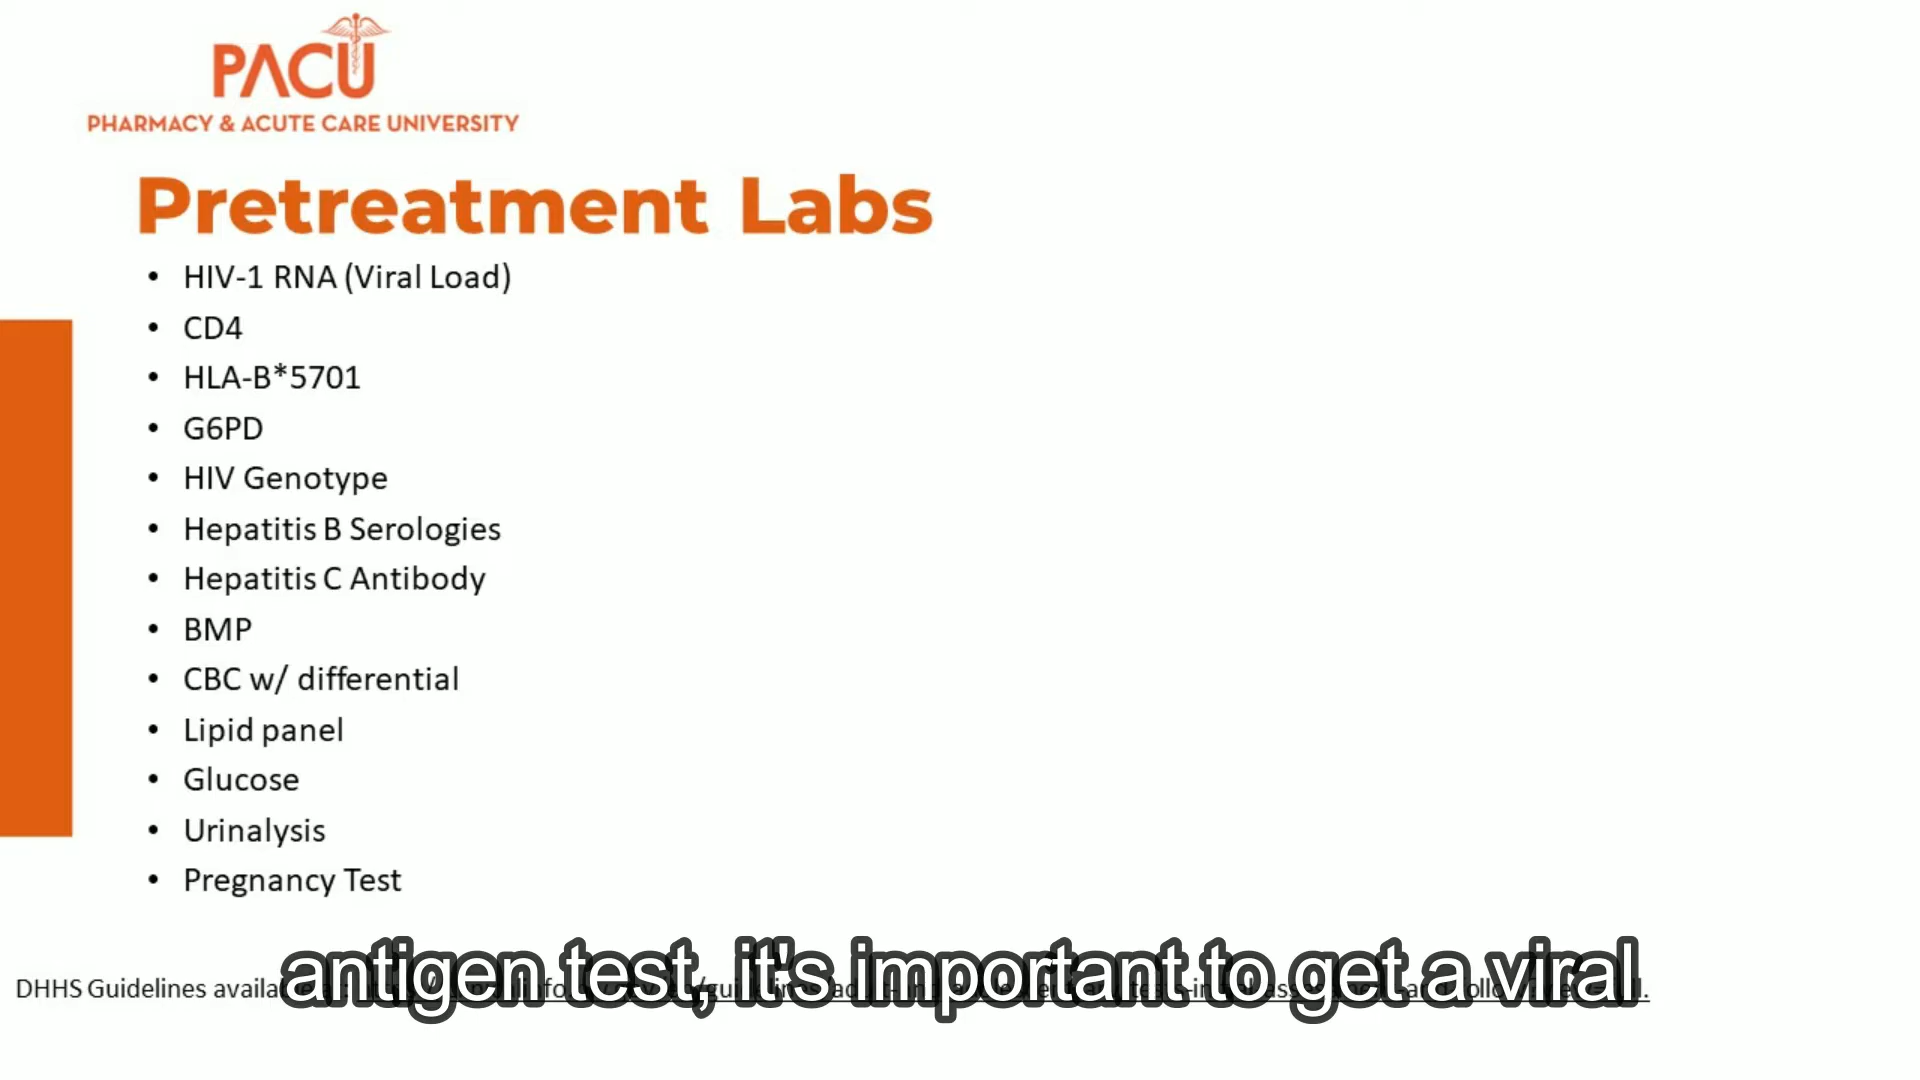 PACU
PHARMACY & ACUTE CARE UNIVERSITY
Pretreatment Labs
• HIV-1 RNA (Viral Load)
• CD4
• HLA-B*5701
• G6PD
• HIV Genotype
• Hepatitis B Serologies
• Hepatitis C Antibody
• BMP
• CBC w/ differential
• Lipid panel
• Glucose
• Urinalysis
• Pregnancy Test
antigen test, it's important to get a viral
DHHS Guidelines